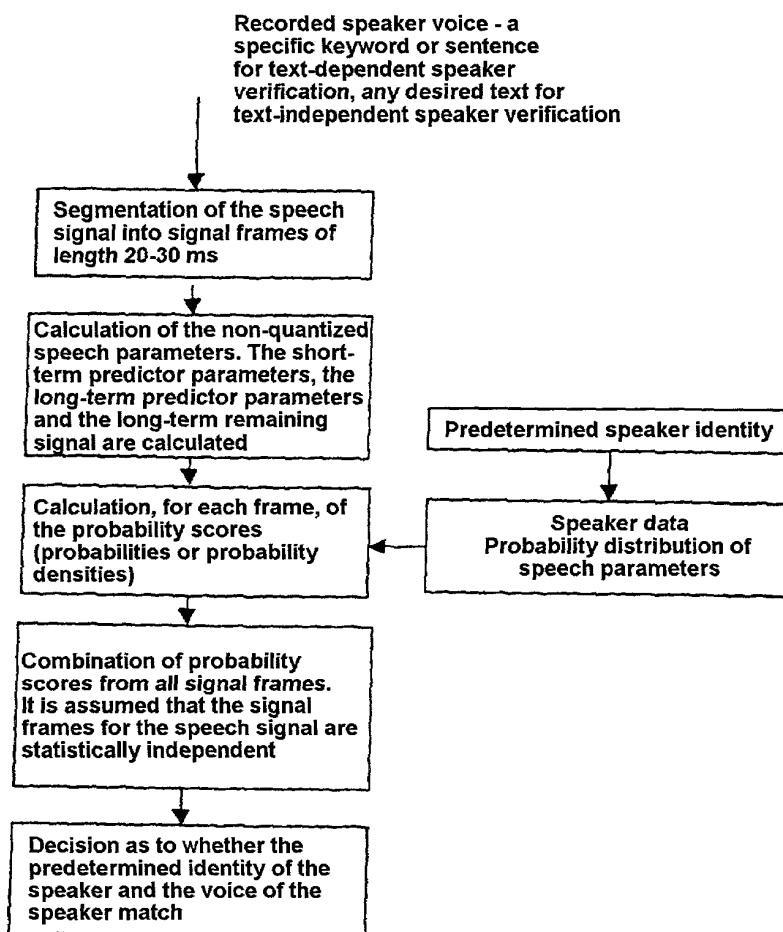 Recorded speaker voice - a
specific keyword or sentence
for text-dependent speaker
verification, any desired text for
text-independent speaker verification
Segmentation of the speech
signal into signal frames of
length 20-30 ms
Calculation of the non-quantized
speech parameters. The short-
term predictor parameters, the
long-term predictor parameters
and the long-term remaining
signal are calculated
Predetermined speaker identity
Calculation, for each frame, of
the probability scores
(probabilities or probability
densities)
Speaker data
Probability distribution of
speech parameters
Combination of probability
scores from all signal frames.
It is assumed that the signal
frames for the speech signal are
statistically independent
Decision as to whether the
predetermined identity of the
speaker and the voice of the
speaker match